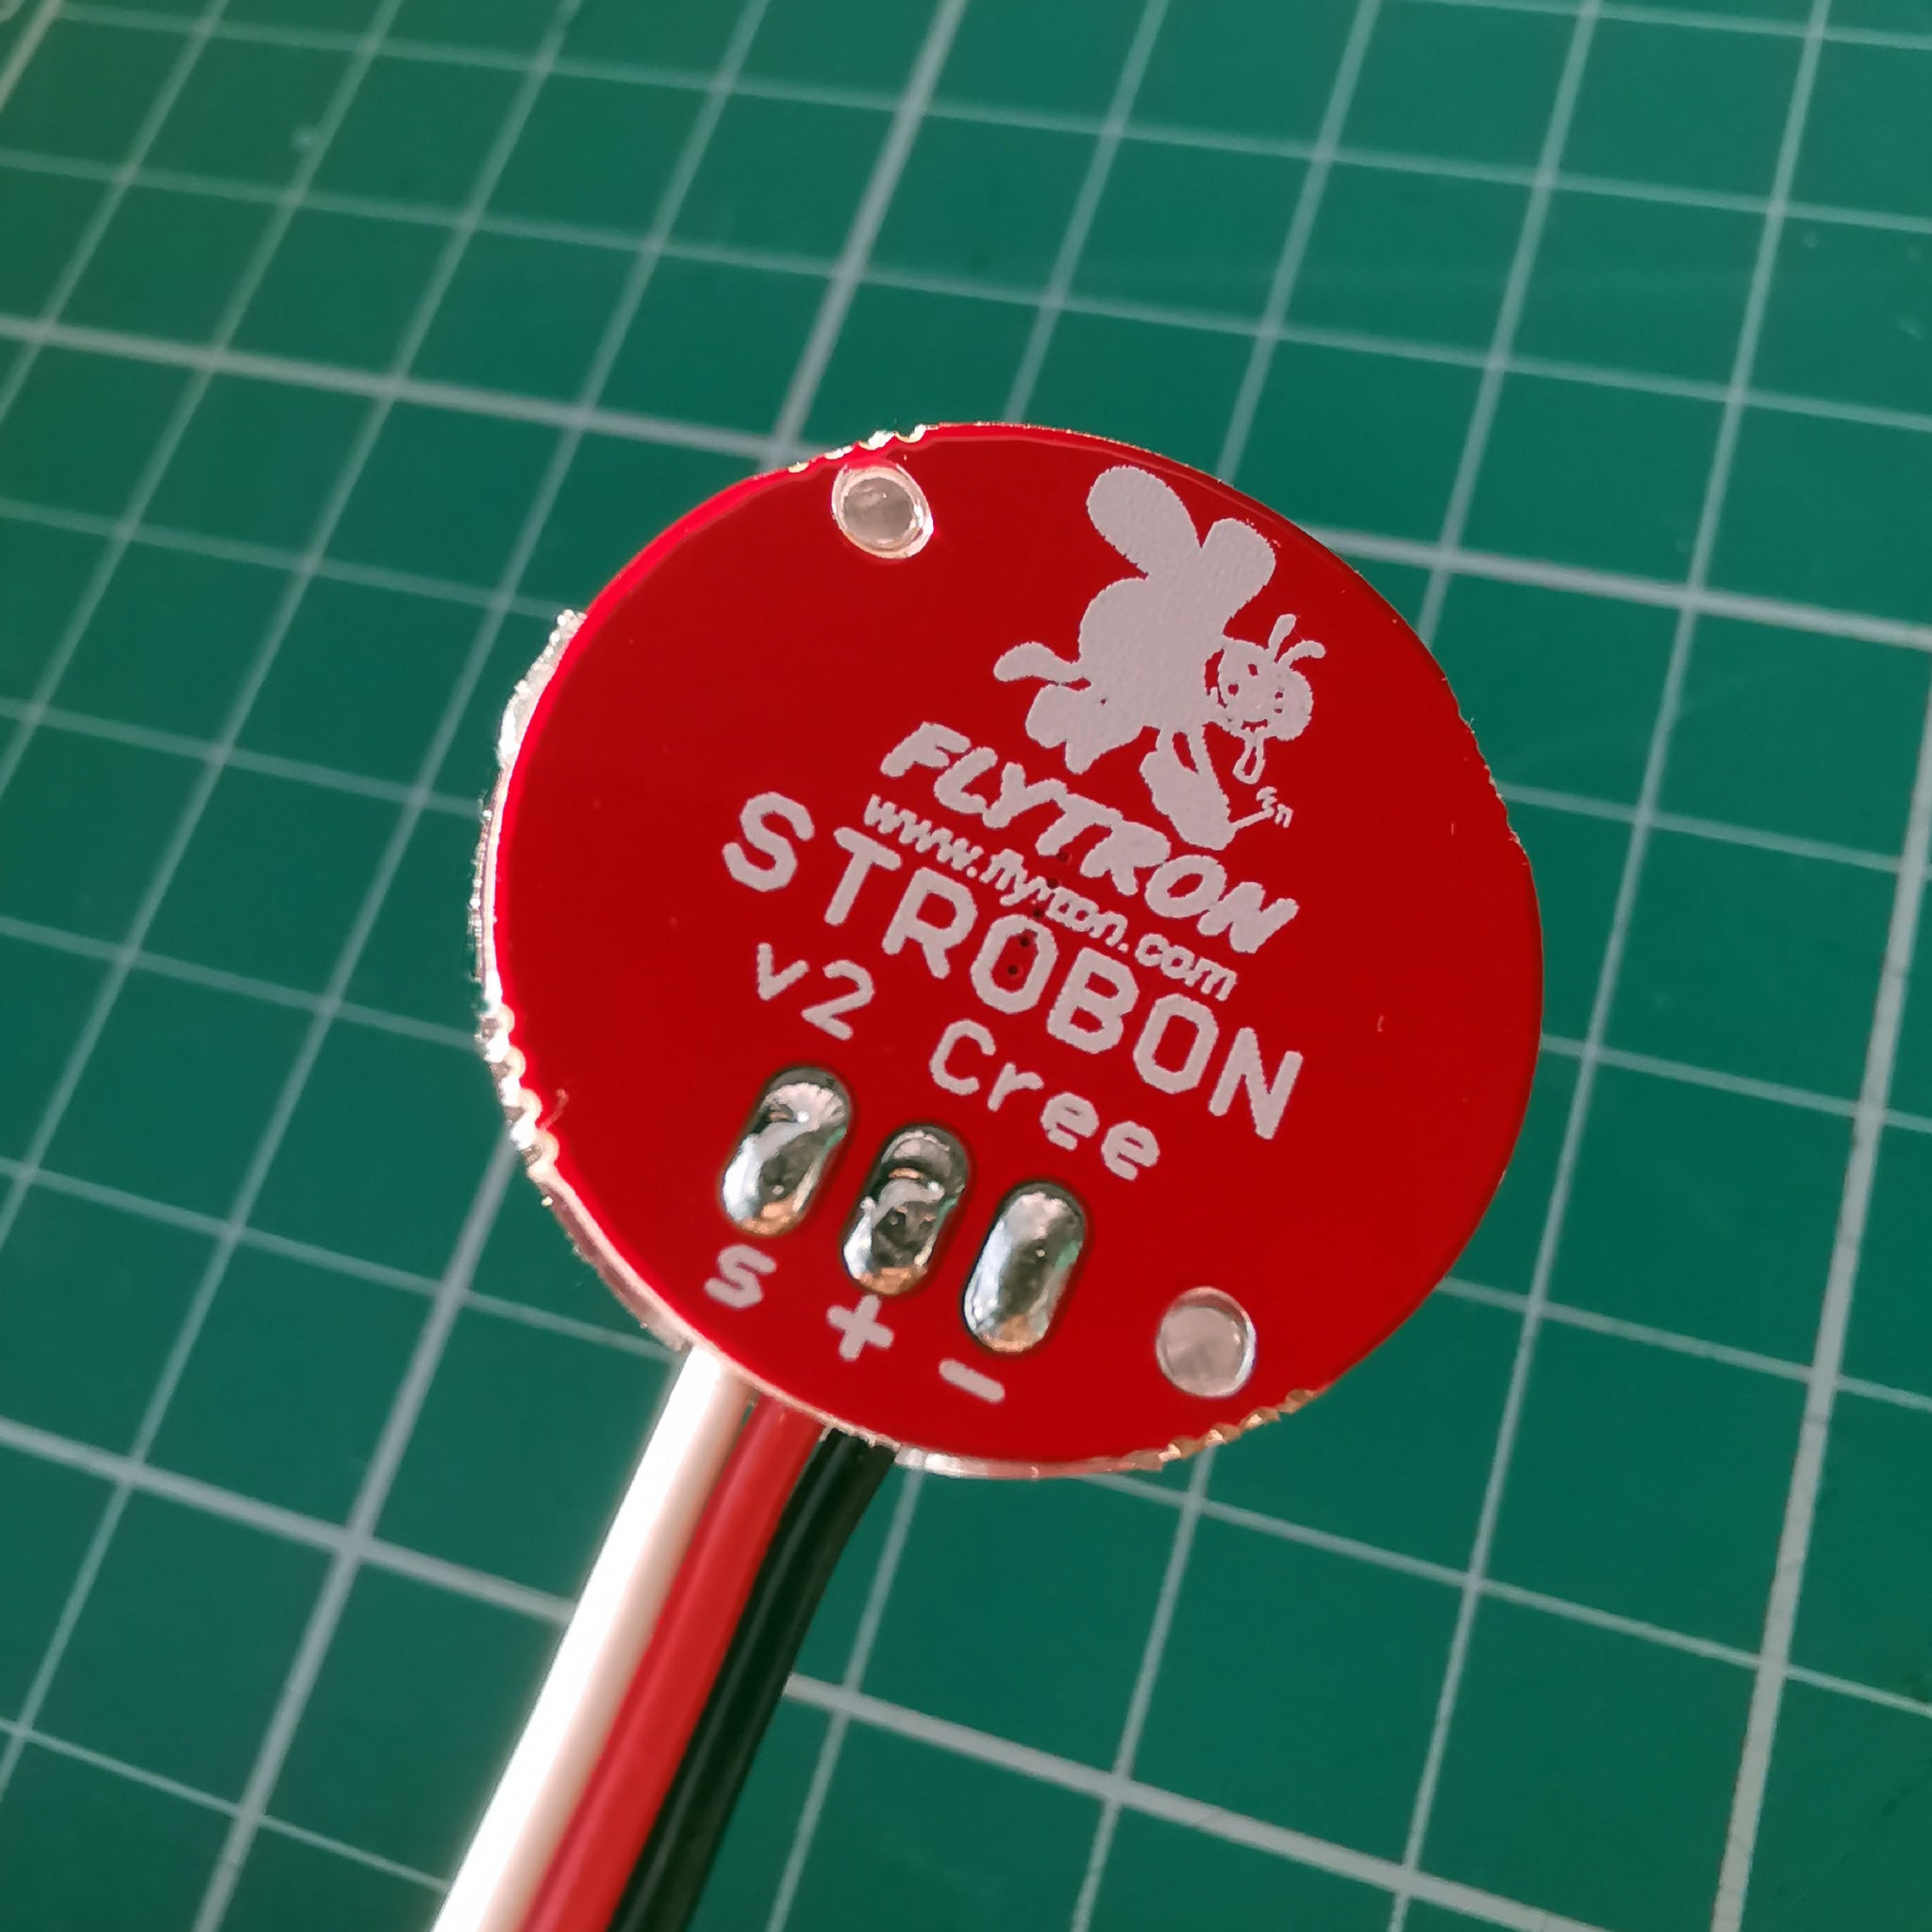 FLYTRON
www.flytron.com
STROBON
v2 Cree
S + -